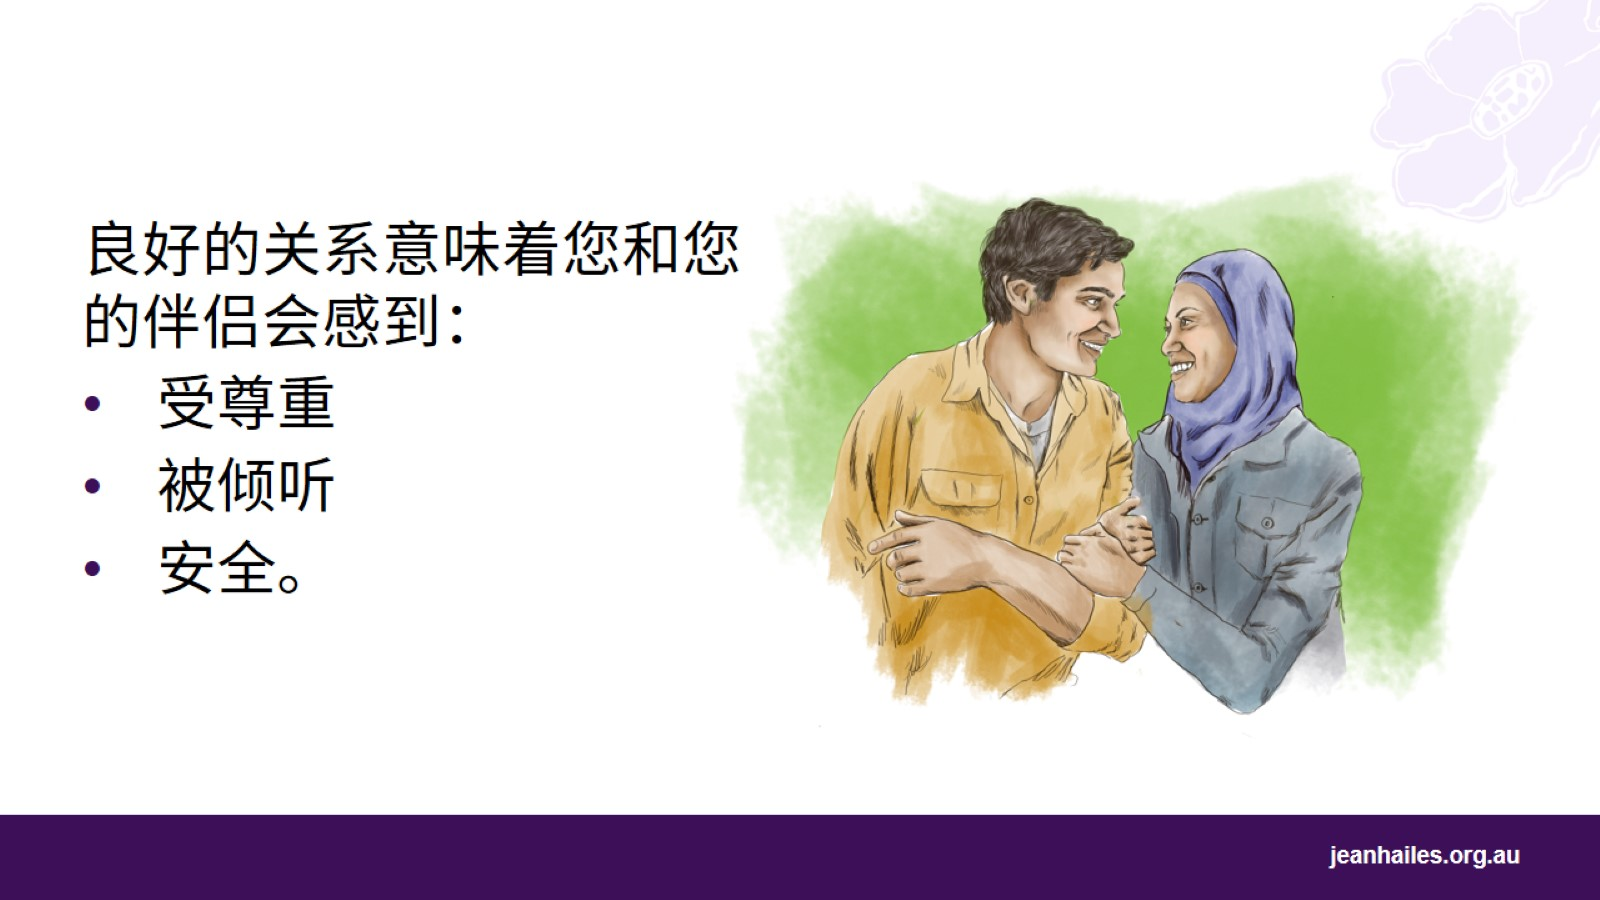 良好的关系意味着您和您
的伴侣会感到：
• 受尊重
• 被倾听
• 安全。
jeanhailes.org.au